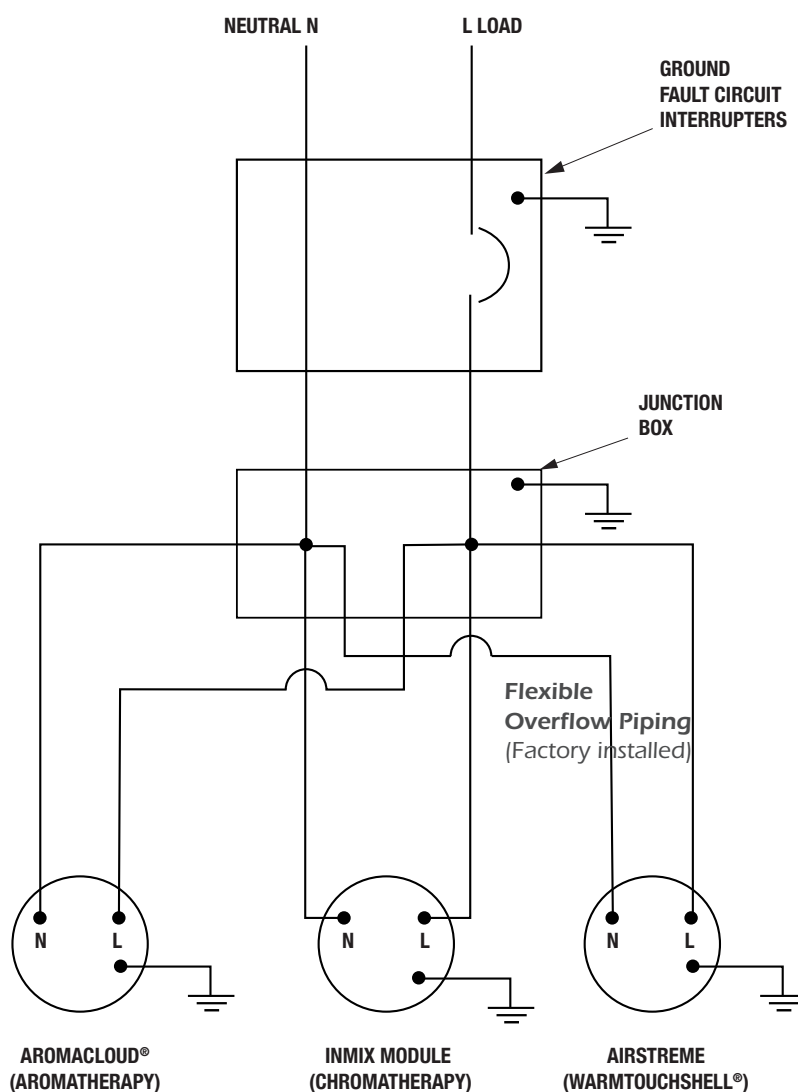 NEUTRAL N
L LOAD
GROUND
FAULT CIRCUIT
INTERRUPTERS
JUNCTION
BOX
Flexible
Overflow Piping
(Factory installed)
N
L
N
L
N
L
AROMACLOUD®
(AROMATHERAPY)
INMIX MODULE
(CHROMATHERAPY)
AIRSTREME
(WARMTOUCHSHELL®)